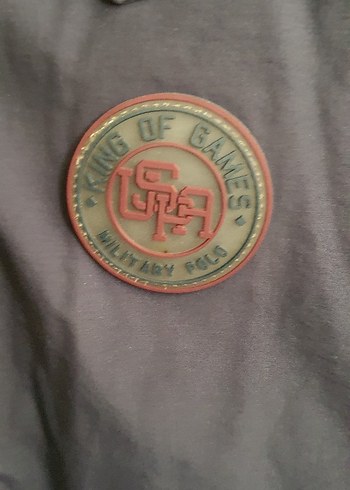 KING OF GAMES
USPA
MILITARY POLO